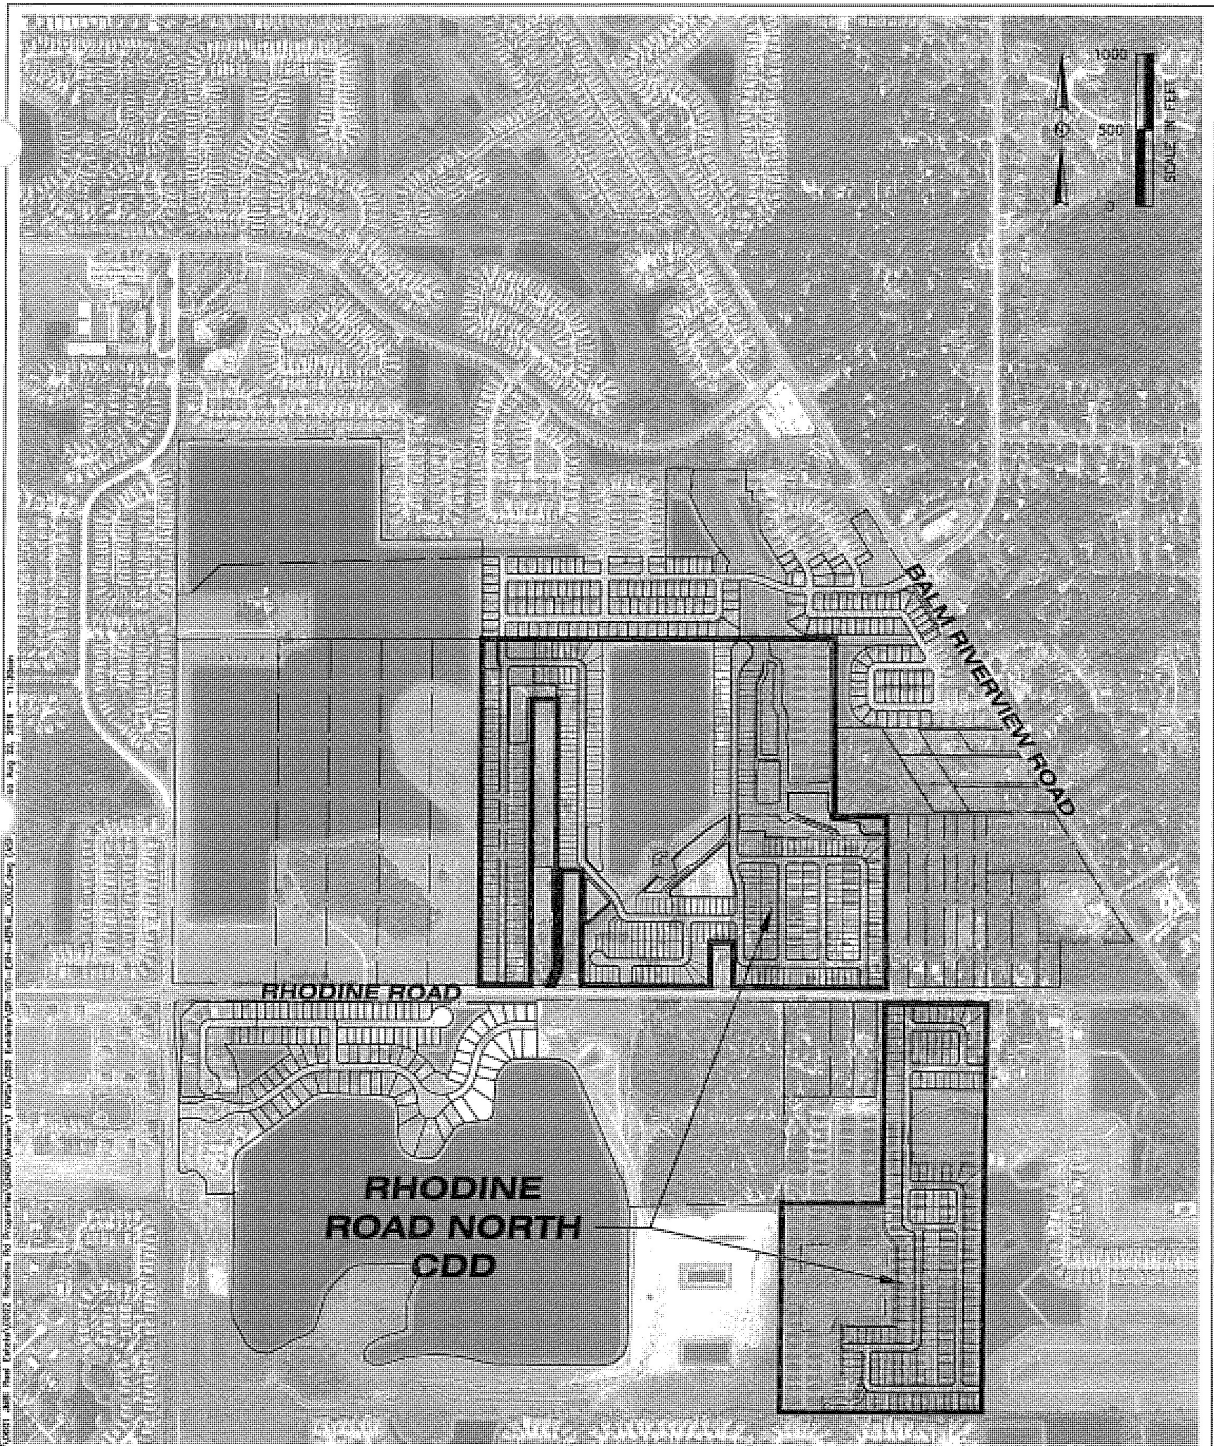 1000
500
0
SCALE IN FEET
BALM RIVERVIEW ROAD
RHODINE ROAD
RHODINE
ROAD NORTH
CDD